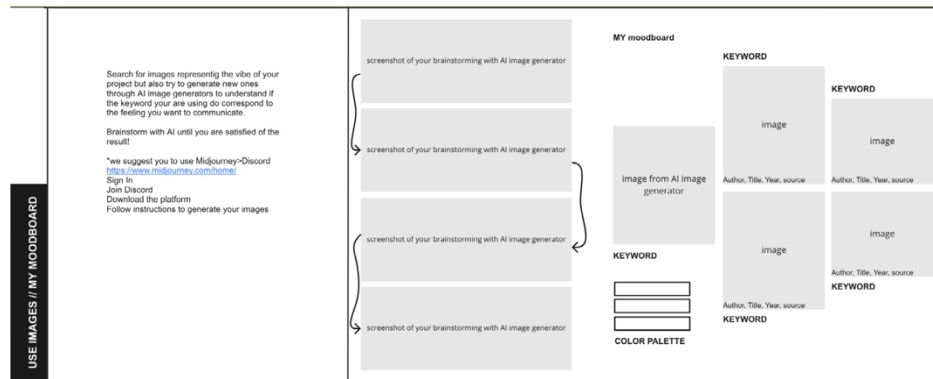 USE IMAGES // MY MOODBOARD
Search for images representig the vibe of your
project but also try to generate new ones
through AI image generators to understand if
the keyword your are using do correspond to
the feeling you want to communicate.
Brainstorm with AI until you are satisfied of the
result!
*we suggest you to use Midjourney>Discord
https://www.midjourney.com/home/
Sign In
Join Discord
Download the platform
Follow instructions to generate your images
screenshot of your brainstorming with AI image generator
screenshot of your brainstorming with AI image generator
screenshot of your brainstorming with AI image generator
screenshot of your brainstorming with AI image generator
MY moodboard
image from AI image
generator
KEYWORD
COLOR PALETTE
KEYWORD
image
Author, Title, Year, source
image
Author, Title, Year, source
KEYWORD
KEYWORD
image
Author, Title, Year, source
image
Author, Title, Year, source
KEYWORD